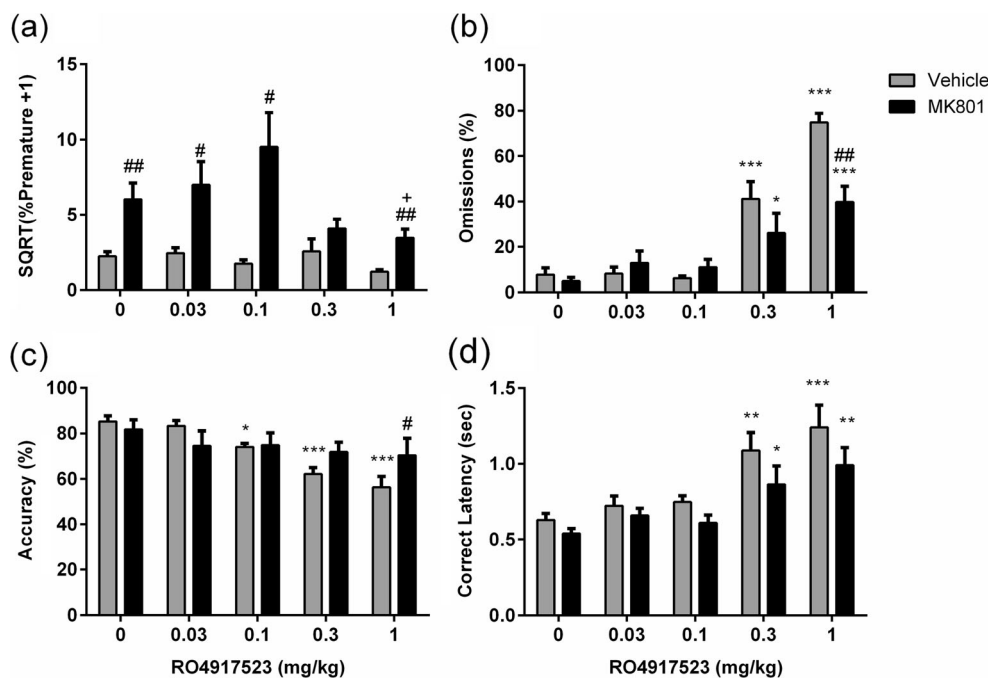 (a)
SQRT(%Premature +1)
15
10
5
0
##
#
#
+
##
0 0.03 0.1 0.3 1
(b)
Omissions (%)
100
80
60
40
20
0
***
*
***
##
***
0 0.03 0.1 0.3 1
Vehicle
MK801
(c)
Accuracy (%)
100
80
60
40
20
0
*
***
***
#
0 0.03 0.1 0.3 1
RO4917523 (mg/kg)
(d)
Correct Latency (sec)
1.5
1.0
0.5
0.0
**
*
***
**
0 0.03 0.1 0.3 1
RO4917523 (mg/kg)